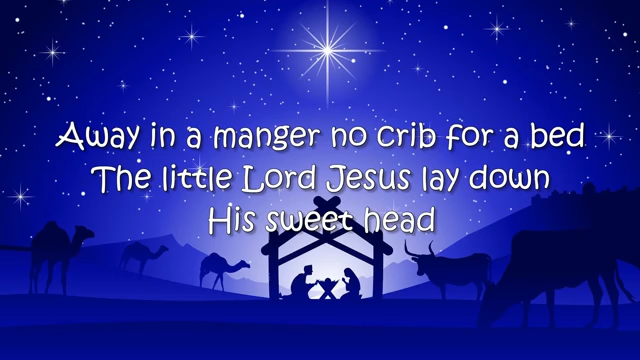 Away in a manger no crib for a bed
The little Lord Jesus lay down
His sweet head